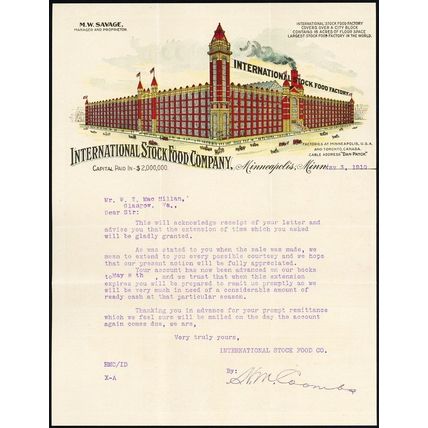 M.W. SAVAGE,
MANAGER AND PROPRIETOR.
INTERNATIONAL STOCK FOOD FACTORY
COVERS OVER A CITY BLOCK
CONTAINS 18 ACRES OF FLOOR SPACE
LARGEST STOCK FOOD FACTORY IN THE WORLD.
INTERNATIONAL STOCK FOOD FACTORY
INTERNATIONAL STOCK FOOD COMPANY,
CAPITAL PAID IN $2,000,000.
FACTORIES AT MINNEAPOLIS, U.S.A.
AND TORONTO, CANADA.
CABLE ADDRESS "DAN PATCH"
Minneapolis, Minn. May 3, 1910
Mr. W. T. Mac Millan,
Glasgow, Va.,
Dear Sir:
This will acknowledge receipt of your letter and
advise you that the extension of time which you asked
will be gladly granted.
As was stated to you when the sale was made, we
mean to extend to you every possible courtesy and we hope
that our present action will be fully appreciated.
Your account has now been advanced on our books
to May 8 th , and we trust that when this extension
expires you will be prepared to remit us promptly as we
will be very much in need of a considerable amount of
ready cash at that particular season.
Thanking you in advance for your prompt remittance
which we feel sure will be mailed on the day the account
again comes due, we are,
Very truly yours,
INTERNATIONAL STOCK FOOD CO.
HMC/ID
By:
H.M. Coombs
X-A